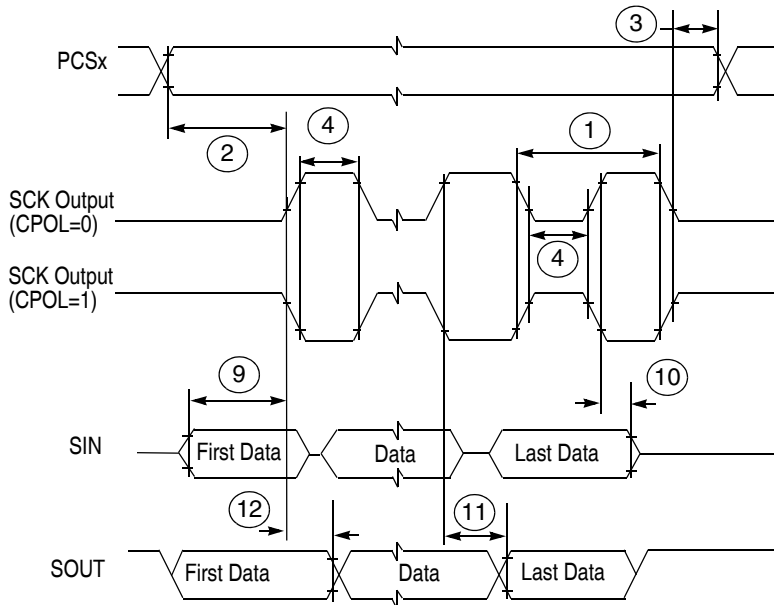 3
PCSx
2
4
1
SCK Output
(CPOL=0)
4
SCK Output
(CPOL=1)
9
10
SIN
First Data
Data
Last Data
12
11
SOUT
First Data
Data
Last Data